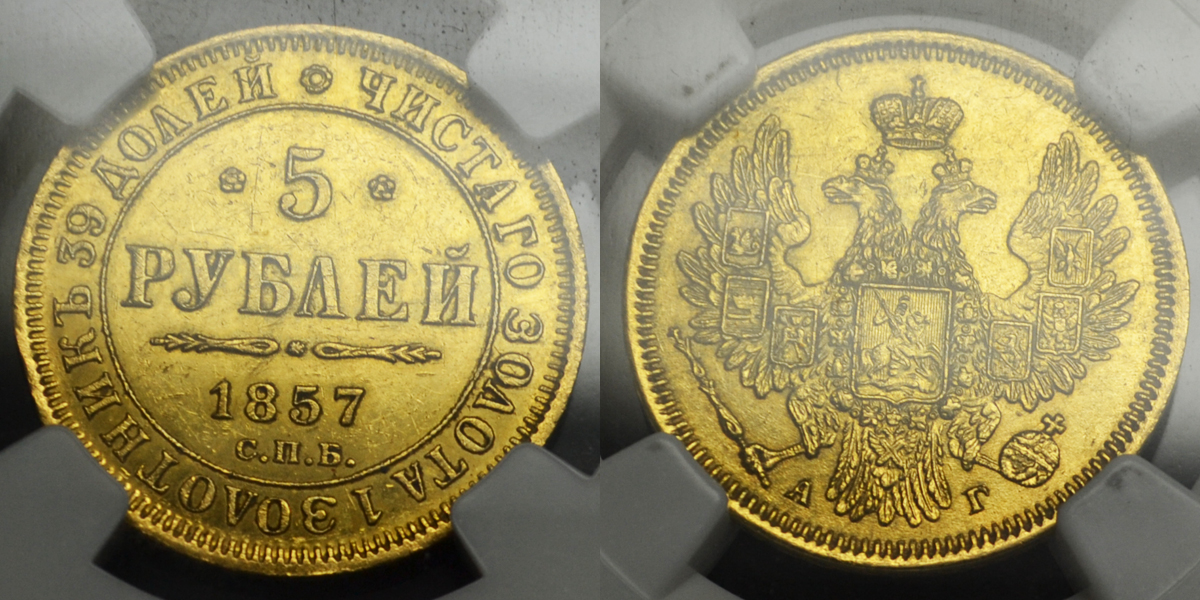 ЧИСТАГО ЗОЛОТА 1 ЗОЛОТНИКЪ 39 ДОЛЕЙ
5
РУБЛЕЙ
1857
С.П.Б.
А Г